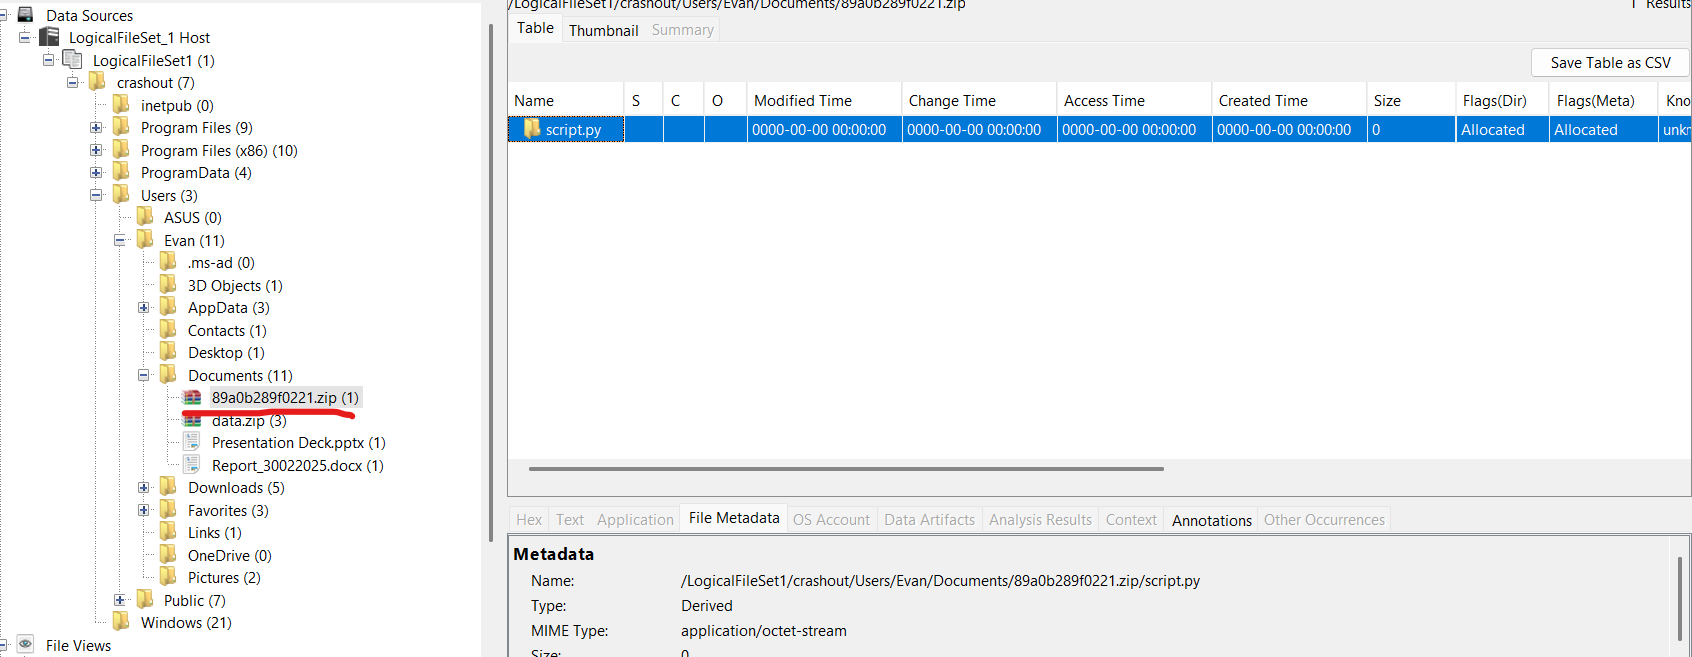 Data Sources
LogicalFileSet_1 Host
LogicalFileSet1 (1)
crashout (7)
inetpub (0)
Program Files (9)
Program Files (x86) (10)
ProgramData (4)
Users (3)
ASUS (0)
Evan (11)
.ms-ad (0)
3D Objects (1)
AppData (3)
Contacts (1)
Desktop (1)
Documents (11)
89a0b289f0221.zip (1)
data.zip (3)
Presentation Deck.pptx (1)
Report_30022025.docx (1)
Downloads (5)
Favorites (3)
Links (1)
OneDrive (0)
Pictures (2)
Public (7)
Windows (21)
File Views
/LogicalFileSet1/crashout/Users/Evan/Documents/89a0b289f0221.zip
1 Results
Table Thumbnail Summary
Save Table as CSV
Name S C O Modified Time Change Time Access Time Created Time Size Flags(Dir) Flags(Meta) Kno
script.py 0000-00-00 00:00:00 0000-00-00 00:00:00 0000-00-00 00:00:00 0000-00-00 00:00:00 0 Allocated Allocated unkn
Hex Text Application File Metadata OS Account Data Artifacts Analysis Results Context Annotations Other Occurrences
Metadata
Name: /LogicalFileSet1/crashout/Users/Evan/Documents/89a0b289f0221.zip/script.py
Type: Derived
MIME Type: application/octet-stream
Size: 0